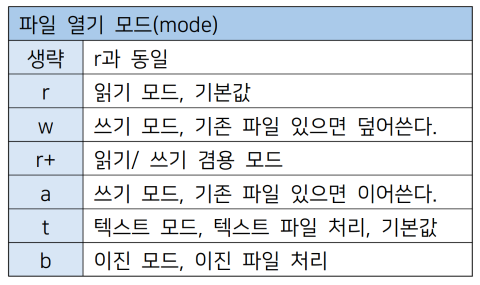 파일 열기 모드(mode)
생략 r과 동일
r 읽기 모드, 기본값
w 쓰기 모드, 기존 파일 있으면 덮어쓴다.
r+ 읽기/ 쓰기 겸용 모드
a 쓰기 모드, 기존 파일 있으면 이어쓴다.
t 텍스트 모드, 텍스트 파일 처리, 기본값
b 이진 모드, 이진 파일 처리